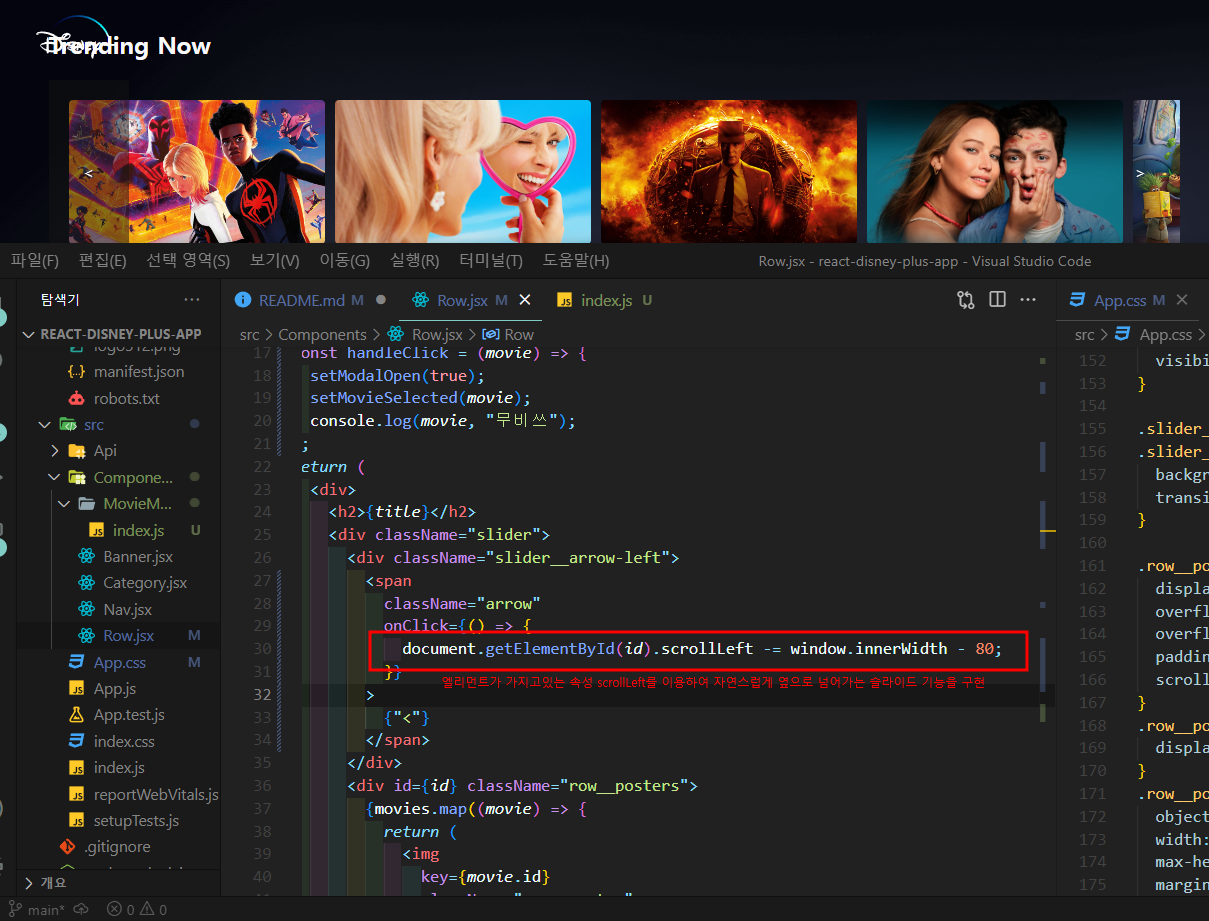 Disney
Trending Now
<
>
파일(F) 편집(E) 선택 영역(S) 보기(V) 이동(G) 실행(R) 터미널(T) 도움말(H) Row.jsx - react-disney-plus-app - Visual Studio Code
탐색기 ···
REACT-DISNEY-PLUS-APP
logo512.png
manifest.json
robots.txt
src
Api
Compone...
MovieM...
index.js U
Banner.jsx
Category.jsx
Nav.jsx
Row.jsx M
App.css M
App.js
App.test.js
index.css
index.js
reportWebVitals.js
setupTests.js
.gitignore
개요
main* 0 0
README.md M ● Row.jsx M × index.js U ···
src > Components > Row.jsx > Row
17 onst handleClick = (movie) => {
18 setModalOpen(true);
19 setMovieSelected(movie);
20 console.log(movie, "무비쓰");
21 ;
22 eturn (
23 <div>
24 <h2>{title}</h2>
25 <div className="slider">
26 <div className="slider__arrow-left">
27 <span
28 className="arrow"
29 onClick={() => {
30 document.getElementById(id).scrollLeft -= window.innerWidth - 80;
31 }}
엘리먼트가 가지고있는 속성 scrollLeft를 이용하여 자연스럽게 옆으로 넘어가는 슬라이드 기능을 구현
32 >
33 {"<"}
34 </span>
35 </div>
36 <div id={id} className="row__posters">
37 {movies.map((movie) => {
38 return (
39 <img
40 key={movie.id}
App.css M ×
src > App.css >
152 visibi
153 }
154
155 .slider_
156 .slider_
157 backgr
158 transi
159 }
160
161 .row__po
162 displa
163 overfl
164 overfl
165 paddin
166 scroll
167 }
168 .row__po
169 displa
170 }
171 .row__po
172 object
173 width:
174 max-he
175 margin